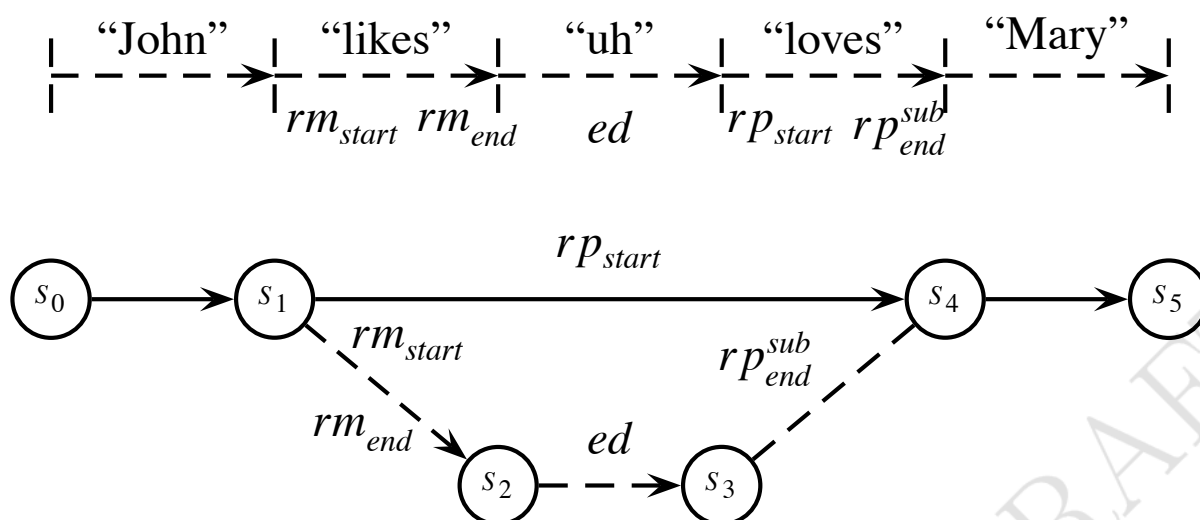 “John” “likes” “uh” “loves” “Mary”
rm_start rm_end ed rp_start rp_end^sub
rp_start
s_0 s_1 s_4 s_5
rm_start rp_end^sub
rm_end ed
s_2 s_3